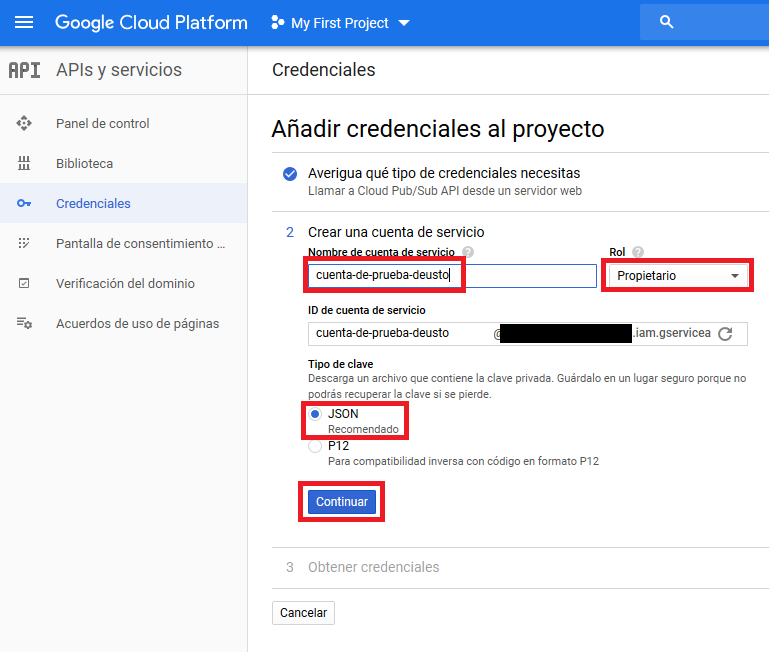 Google Cloud Platform
My First Project
API
APIs y servicios
Credenciales
Panel de control
Biblioteca
Credenciales
Pantalla de consentimiento ...
Verificación del dominio
Acuerdos de uso de páginas
Añadir credenciales al proyecto
Averigua qué tipo de credenciales necesitas
Llamar a Cloud Pub/Sub API desde un servidor web
2 Crear una cuenta de servicio
Nombre de cuenta de servicio ? Rol ?
cuenta-de-prueba-deusto Propietario
ID de cuenta de servicio
cuenta-de-prueba-deusto @ .iam.gservicea
Tipo de clave
Descarga un archivo que contiene la clave privada. Guárdalo en un lugar seguro porque no
podrás recuperar la clave si se pierde.
JSON
Recomendado
P12
Para compatibilidad inversa con código en formato P12
Continuar
3 Obtener credenciales
Cancelar